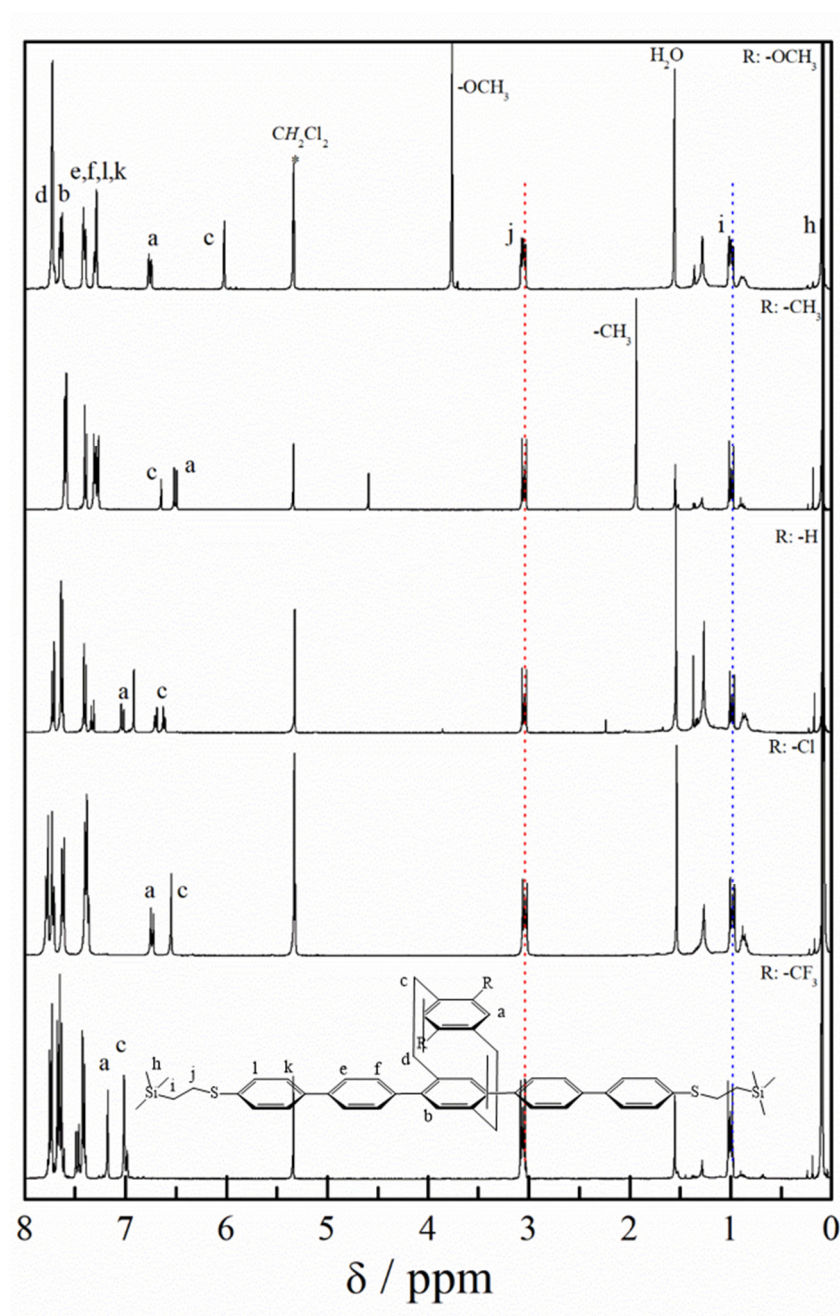 H₂O
R: -OCH₃
-OCH₃
CH₂Cl₂
*
e,f,l,k
d b
a
c
j
i
h
R: -CH₃
-CH₃
c
a
R: -H
a
c
R: -Cl
a
c
R: -CF₃
c
R
a
c
a
R
d
h
i
j
l
k
e
f
Si
S
S
Si
b
8 7 6 5 4 3 2 1 0
δ / ppm